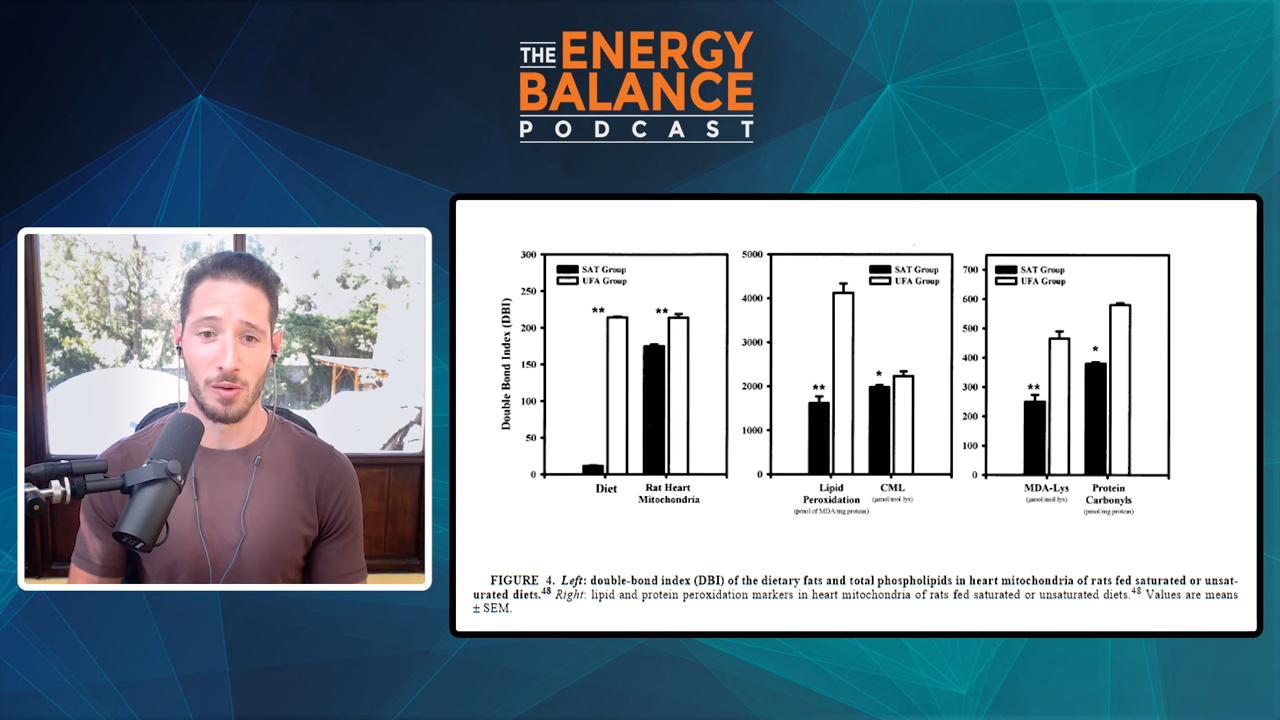 THE ENERGY
BALANCE
PODCAST
300
250
200
150
100
50
0
Double Bond Index (DBI)
SAT Group
UFA Group
**
**
Diet
Rat Heart
Mitochondria
5000
4000
3000
2000
1000
0
SAT Group
UFA Group
**
*
Lipid
Peroxidation
(pmol of MDA/mg protein)
CML
(µmol/mol lys)
700
600
500
400
300
200
100
0
SAT Group
UFA Group
**
*
MDA-Lys
(µmol/mol lys)
Protein
Carbonyls
(pmol/mg protein)
FIGURE 4. Left: double-bond index (DBI) of the dietary fats and total phospholipids in heart mitochondria of rats fed saturated or unsat-
urated diets.48 Right: lipid and protein peroxidation markers in heart mitochondria of rats fed saturated or unsaturated diets.48 Values are means
± SEM.